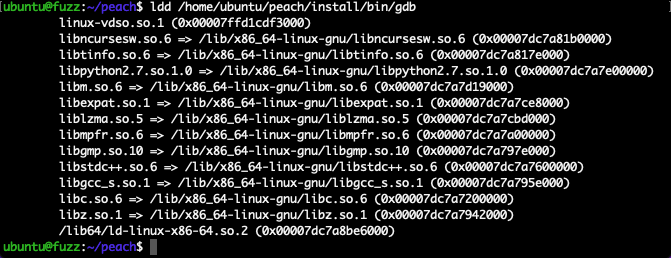 ubuntu@fuzz:~/peach$ ldd /home/ubuntu/peach/install/bin/gdb
linux-vdso.so.1 (0x00007ffd1cdf3000)
libncursesw.so.6 => /lib/x86_64-linux-gnu/libncursesw.so.6 (0x00007dc7a81b0000)
libtinfo.so.6 => /lib/x86_64-linux-gnu/libtinfo.so.6 (0x00007dc7a817e000)
libpython2.7.so.1.0 => /lib/x86_64-linux-gnu/libpython2.7.so.1.0 (0x00007dc7a7e00000)
libm.so.6 => /lib/x86_64-linux-gnu/libm.so.6 (0x00007dc7a7d19000)
libexpat.so.1 => /lib/x86_64-linux-gnu/libexpat.so.1 (0x00007dc7a7ce8000)
liblzma.so.5 => /lib/x86_64-linux-gnu/liblzma.so.5 (0x00007dc7a7cbd000)
libmpfr.so.6 => /lib/x86_64-linux-gnu/libmpfr.so.6 (0x00007dc7a7a00000)
libgmp.so.10 => /lib/x86_64-linux-gnu/libgmp.so.10 (0x00007dc7a797e000)
libstdc++.so.6 => /lib/x86_64-linux-gnu/libstdc++.so.6 (0x00007dc7a7600000)
libgcc_s.so.1 => /lib/x86_64-linux-gnu/libgcc_s.so.1 (0x00007dc7a795e000)
libc.so.6 => /lib/x86_64-linux-gnu/libc.so.6 (0x00007dc7a7200000)
libz.so.1 => /lib/x86_64-linux-gnu/libz.so.1 (0x00007dc7a7942000)
/lib64/ld-linux-x86-64.so.2 (0x00007dc7a8be6000)
ubuntu@fuzz:~/peach$